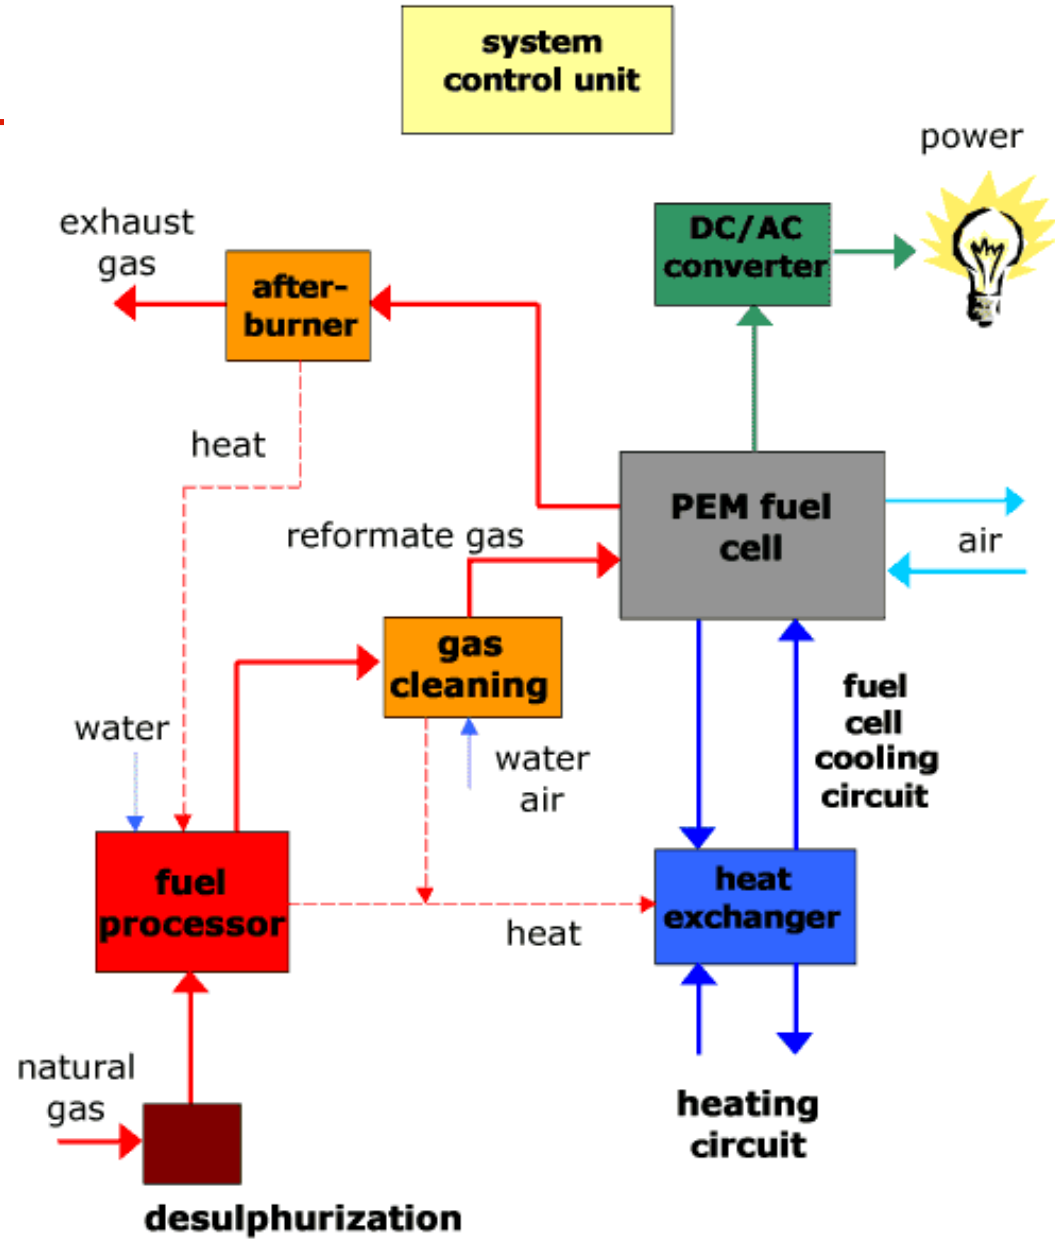 system
control unit
power
exhaust
gas
after-
burner
DC/AC
converter
heat
reformate gas
PEM fuel
cell
air
gas
cleaning
water
water
air
fuel
cell
cooling
circuit
fuel
processor
heat
heat
exchanger
natural
gas
heating
circuit
desulphurization